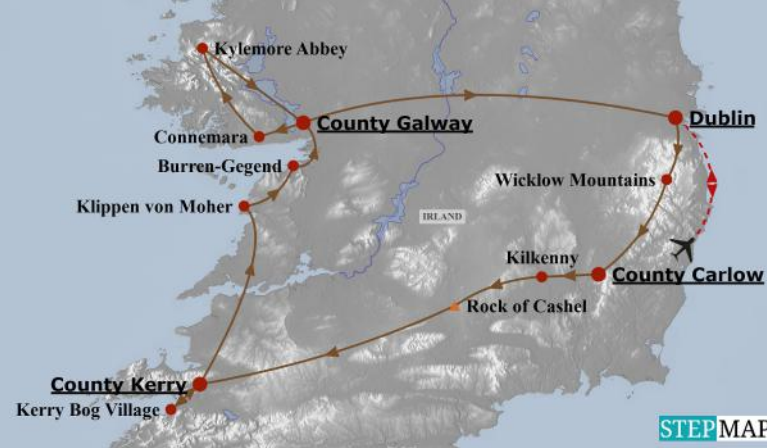 Kylemore Abbey
Dublin
County Galway
Connemara
Burren-Gegend
Wicklow Mountains
Klippen von Moher
IRLAND
Kilkenny
County Carlow
Rock of Cashel
County Kerry
Kerry Bog Village
STEPMAP